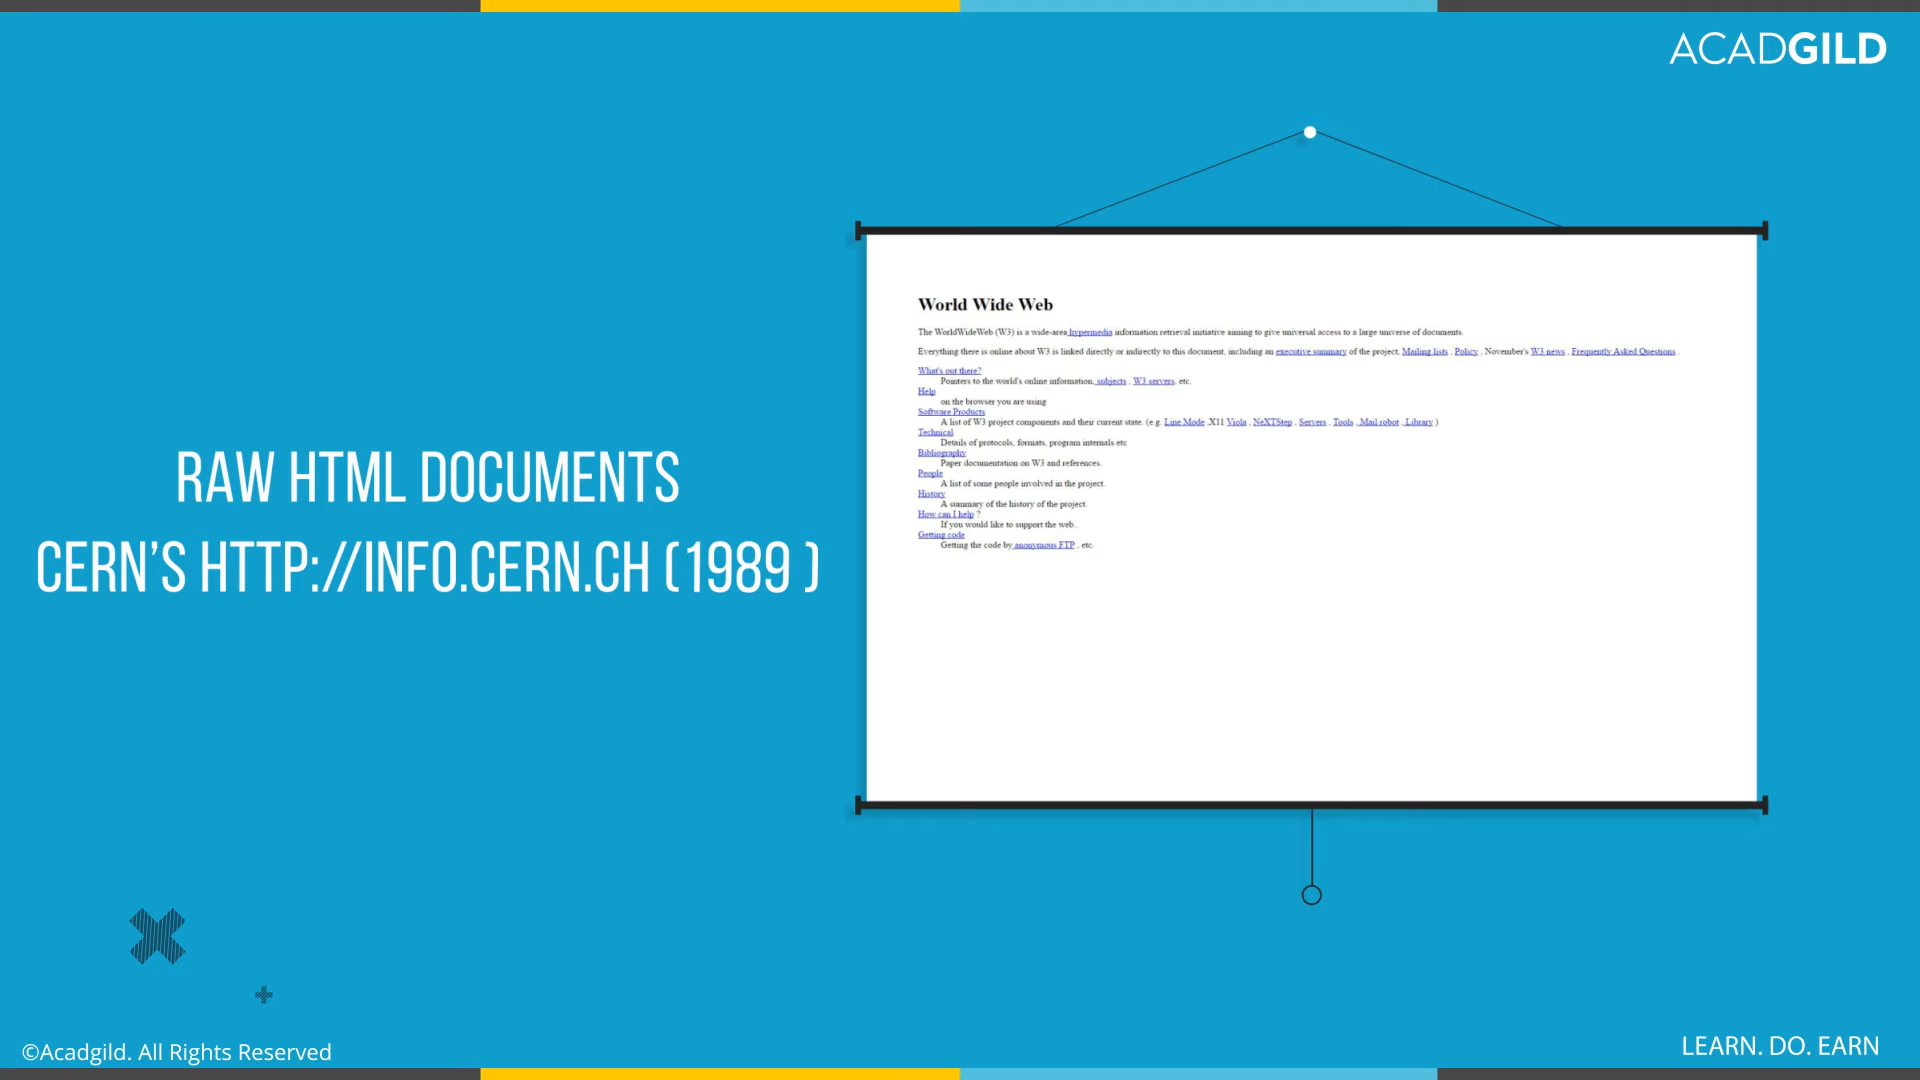 ACADGILD
RAW HTML DOCUMENTS
CERN'S HTTP://INFO.CERN.CH (1989 )
World Wide Web
The WorldWideWeb (W3) is a wide-area hypermedia information retrieval initiative aiming to give universal access to a large universe of documents.
Everything there is online about W3 is linked directly or indirectly to this document, including an executive summary of the project, Mailing lists , Policy , November's W3 news , Frequently Asked Questions .
What's out there?
Pointers to the world's online information, subjects , W3 servers, etc.
Help
on the browser you are using
Software Products
A list of W3 project components and their current state. (e.g. Line Mode ,X11 Viola , NeXTStep , Servers , Tools , Mail robot , Library )
Technical
Details of protocols, formats, program internals etc
Bibliography
Paper documentation on W3 and references.
People
A list of some people involved in the project.
History
A summary of the history of the project.
How can I help ?
If you would like to support the web..
Getting code
Getting the code by anonymous FTP , etc.
©Acadgild. All Rights Reserved
LEARN. DO. EARN